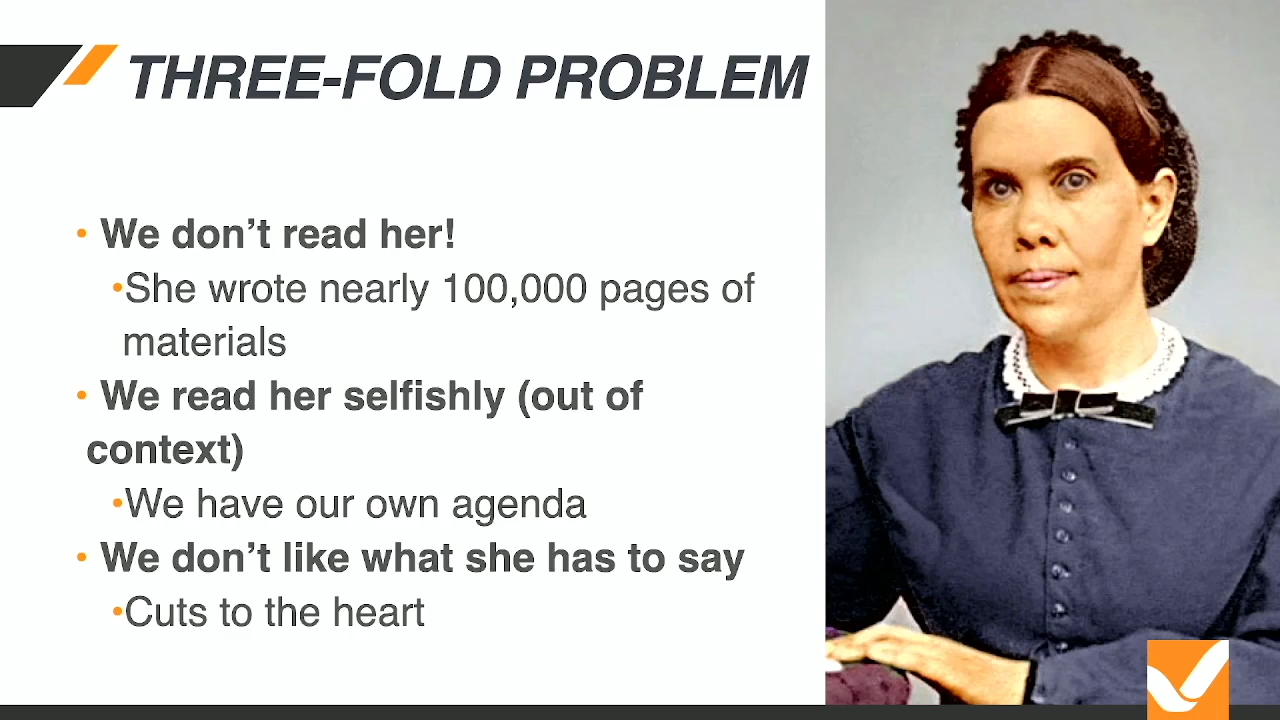 THREE-FOLD PROBLEM
• We don’t read her!
•She wrote nearly 100,000 pages of
materials
• We read her selfishly (out of
context)
•We have our own agenda
• We don’t like what she has to say
•Cuts to the heart